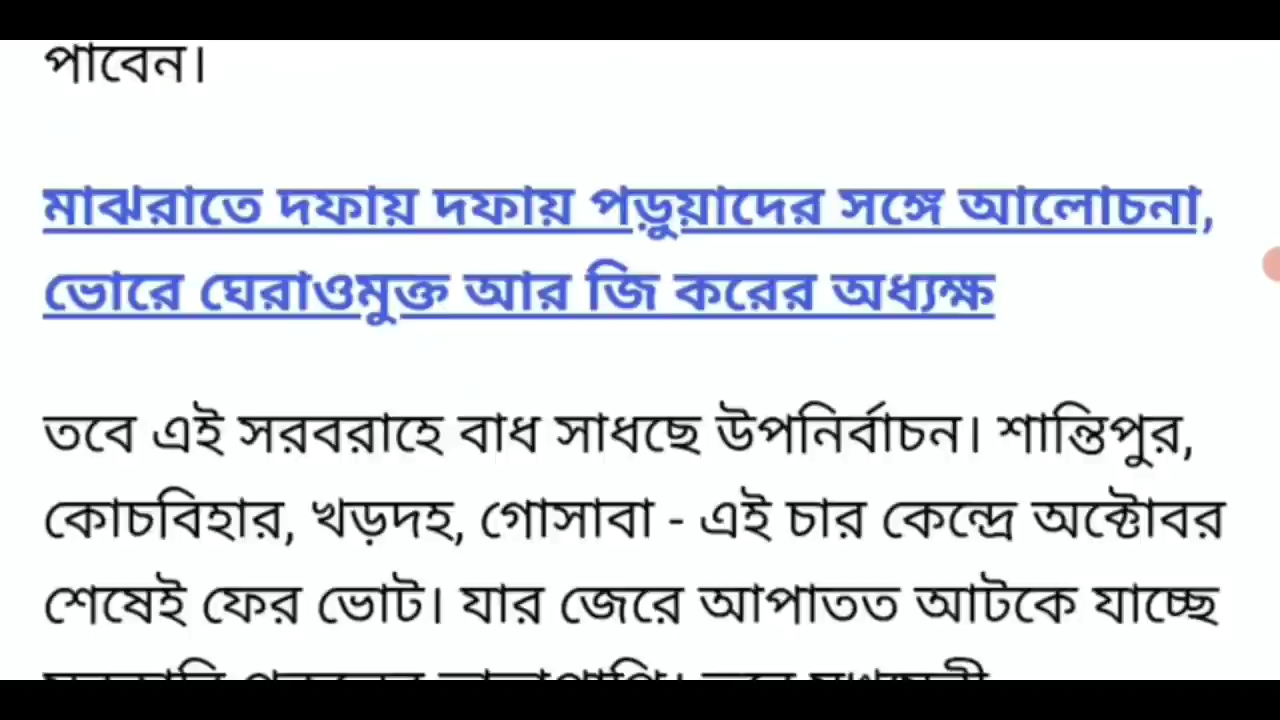 পাবেন।
মাঝরাতে দফায় দফায় পড়ুয়াদের সঙ্গে আলোচনা,
ভোরে ঘেরাওমুক্ত আর জি করের অধ্যক্ষ
তবে এই সরবরাহে বাধ সাধছে উপনির্বাচন। শান্তিপুর,
কোচবিহার, খড়দহ, গোসাবা - এই চার কেন্দ্রে অক্টোবর
শেষেই ফের ভোট। যার জেরে আপাতত আটকে যাচ্ছে